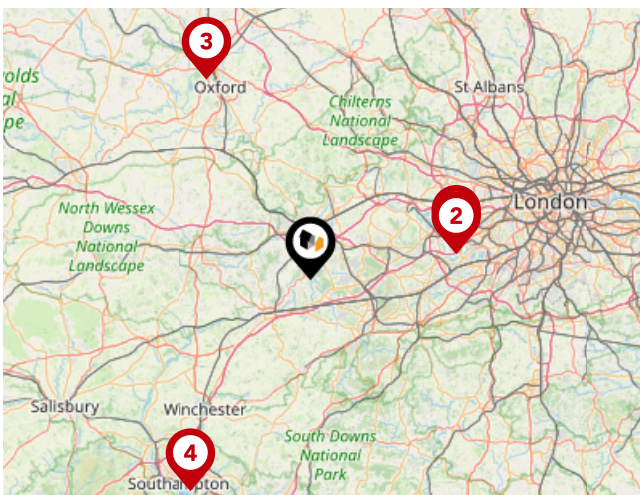 3
Oxford
St Albans
olds
al
pe
Chilterns
National
Landscape
London
2
North Wessex
Downs
National
Landscape
Salisbury
Winchester
4
Southampton
South Downs
National
Park